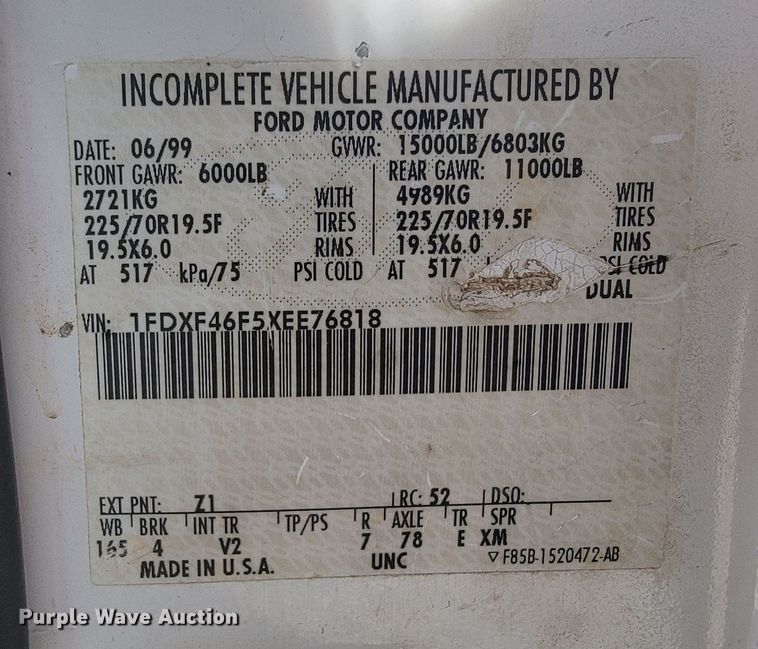 INCOMPLETE VEHICLE MANUFACTURED BY
FORD MOTOR COMPANY
DATE: 06/99 GVWR: 15000LB/6803KG
FRONT GAWR: 6000LB REAR GAWR: 11000LB
2721KG WITH 4989KG WITH
225/70R19.5F TIRES 225/70R19.5F TIRES
19.5X6.0 RIMS 19.5X6.0 RIMS
AT 517 kPa/75 PSI COLD AT 517 PSI COLD
DUAL
VIN: 1FDXF46F5XEE76818
EXT PNT: Z1 RC: 52 DSO:
WB BRK INT TR TP/PS R AXLE TR SPR
165 4 V2 7 78 E XM
MADE IN U.S.A. UNC ▽ F85B-1520472-AB
Purple Wave Auction